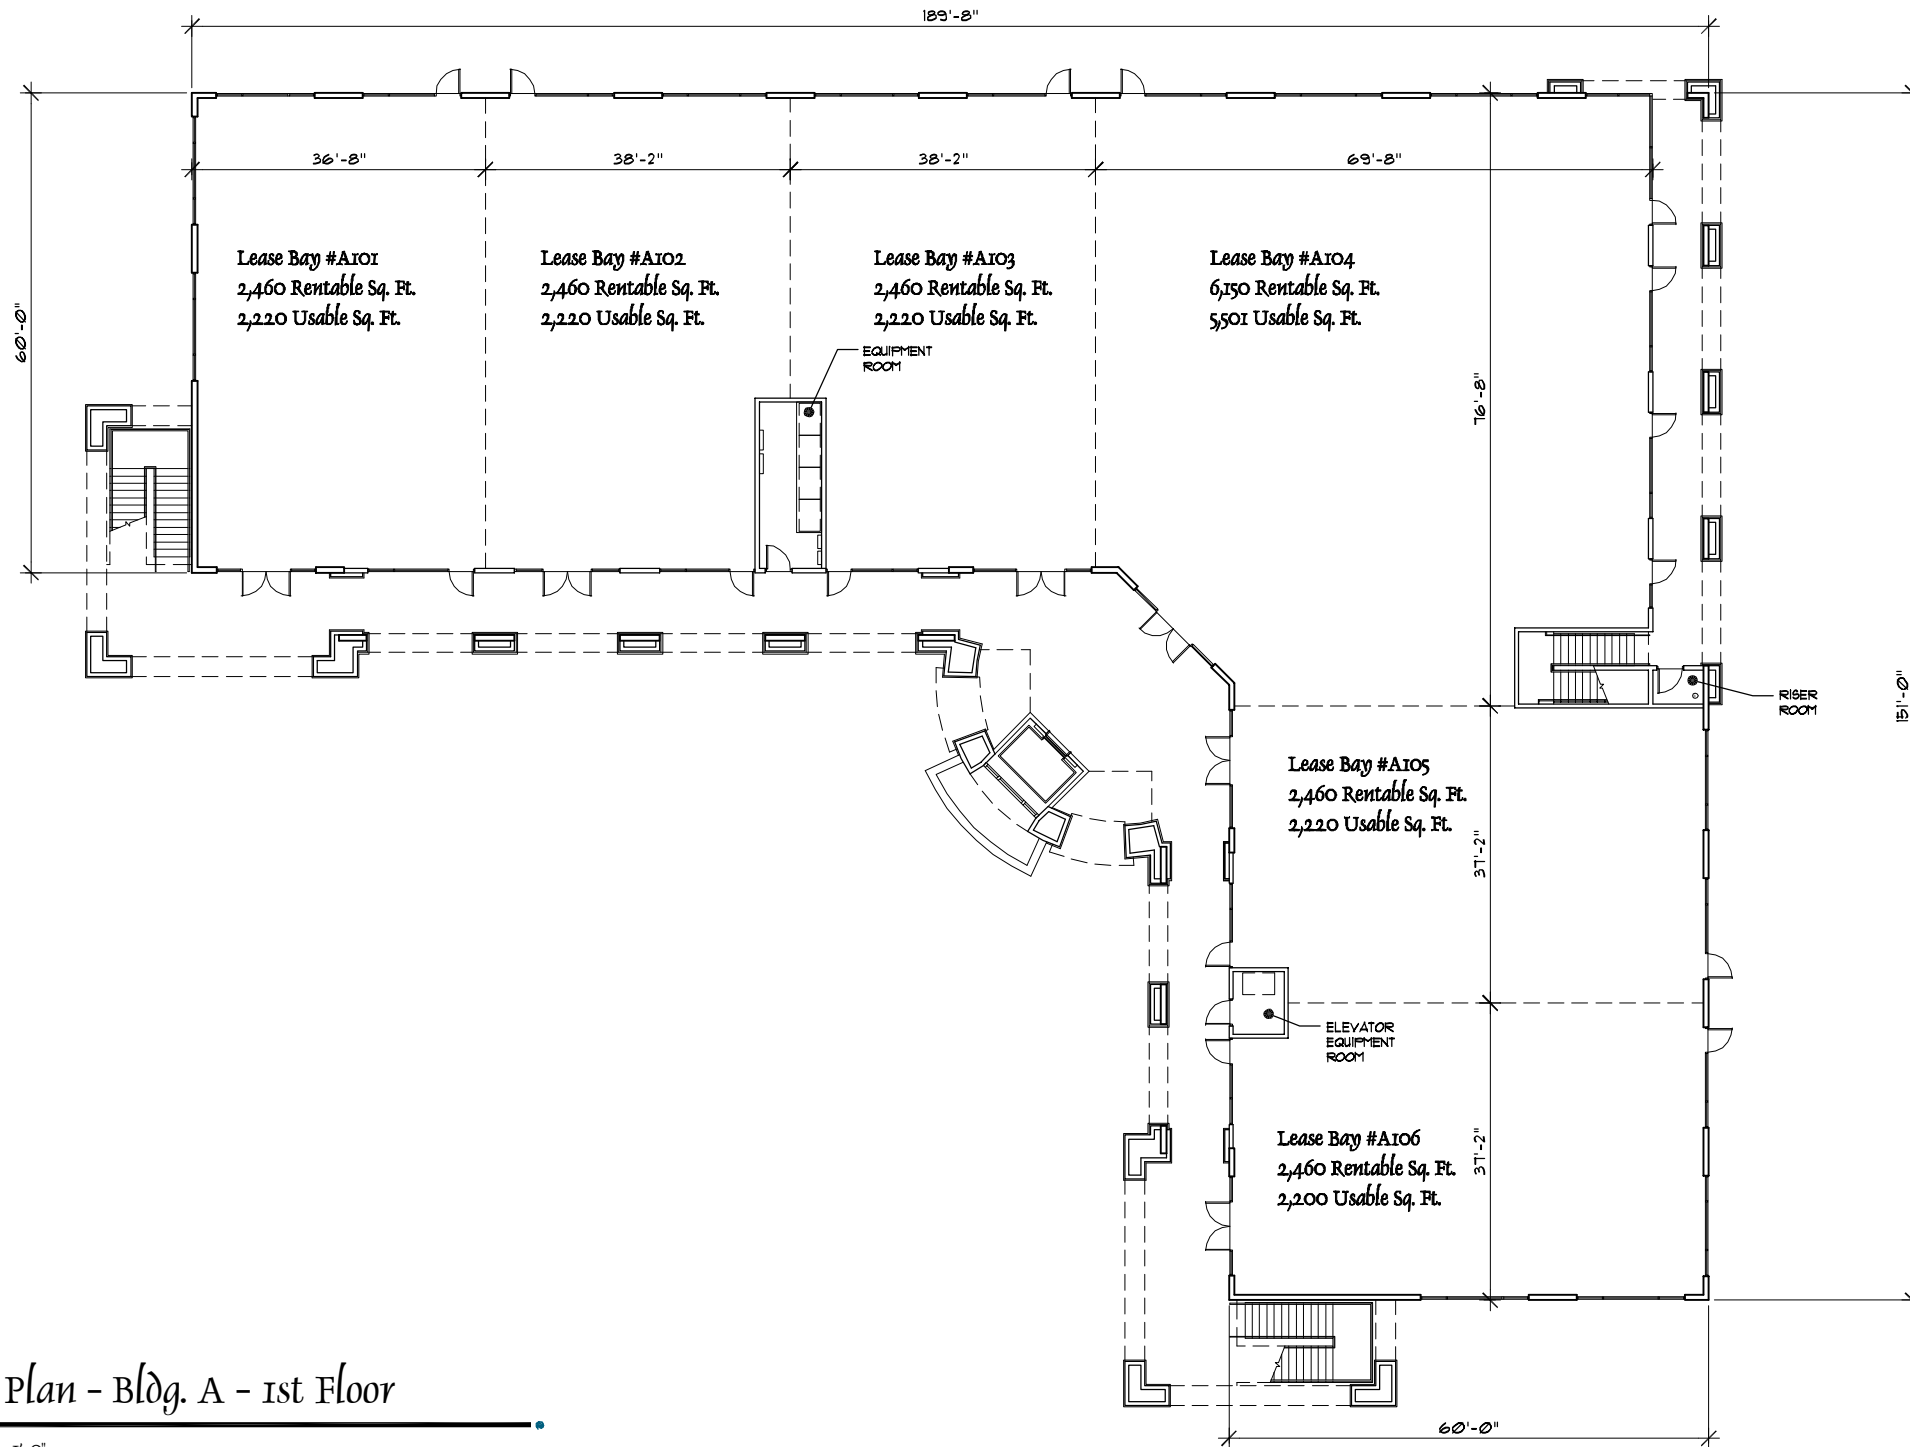 189'-8"
36'-8"
38'-2"
38'-2"
69'-8"
60'-0"
Lease Bay #A101
2,460 Rentable Sq. Ft.
2,220 Usable Sq. Ft.
Lease Bay #A102
2,460 Rentable Sq. Ft.
2,220 Usable Sq. Ft.
Lease Bay #A103
2,460 Rentable Sq. Ft.
2,220 Usable Sq. Ft.
Lease Bay #A104
6,150 Rentable Sq. Ft.
5,501 Usable Sq. Ft.
EQUIPMENT
ROOM
76'-8"
RISER
ROOM
151'-0"
Lease Bay #A105
2,460 Rentable Sq. Ft.
2,220 Usable Sq. Ft.
37'-2"
ELEVATOR
EQUIPMENT
ROOM
Lease Bay #A106
2,460 Rentable Sq. Ft.
2,200 Usable Sq. Ft.
37'-2"
Plan - Bldg. A - 1st Floor
60'-0"